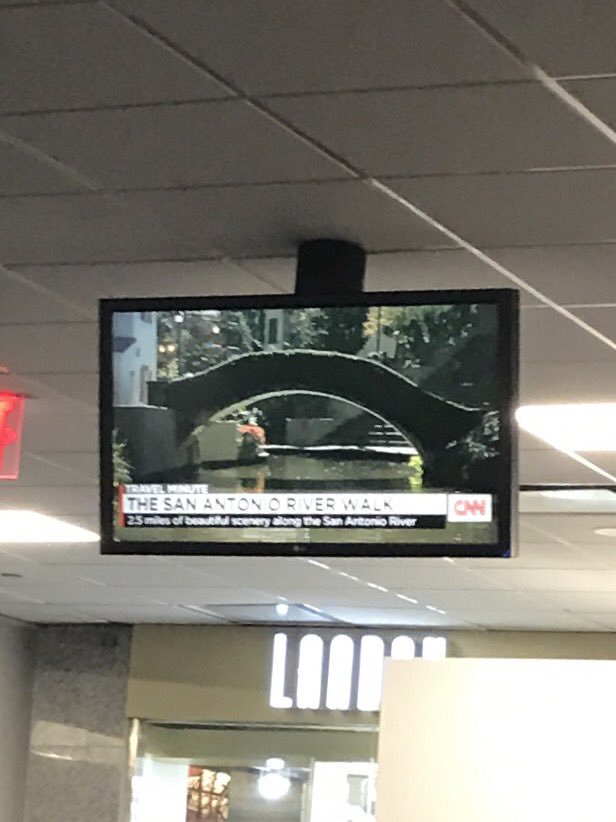 TRAVEL MINUTE
THE SAN ANTONIO RIVER WALK
CNN
2.5 miles of beautiful scenery along the San Antonio River